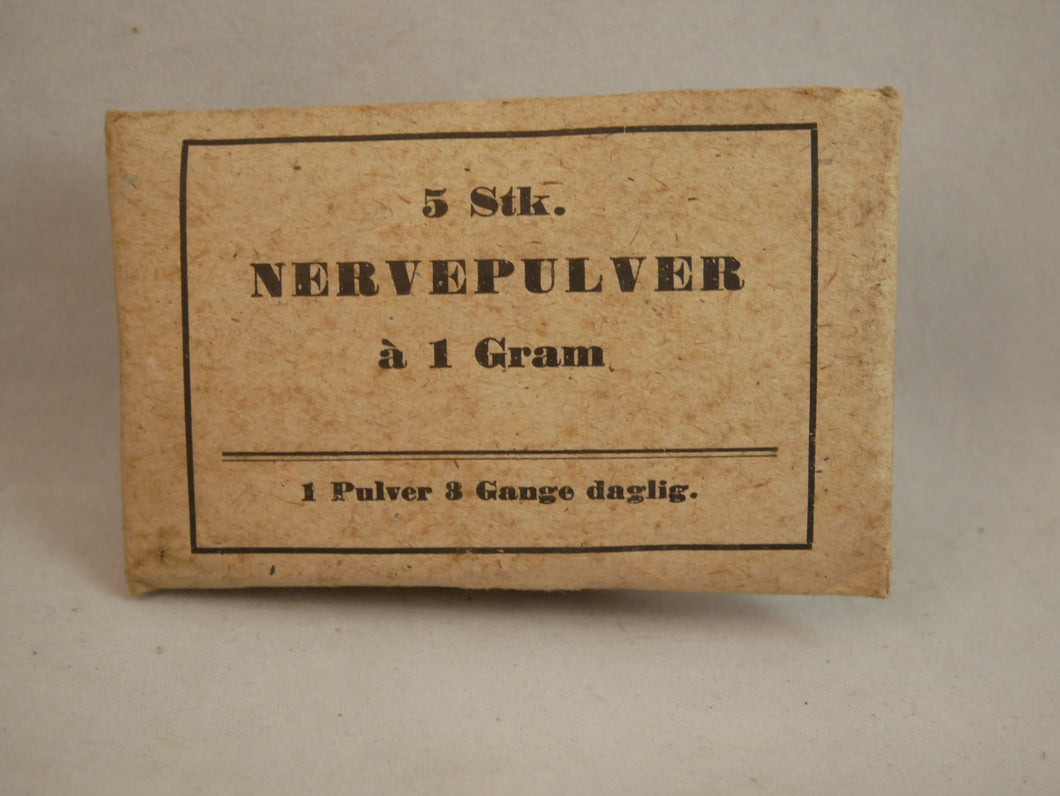 5 Stk.
NERVEPULVER
à 1 Gram
1 Pulver 3 Gange daglig.